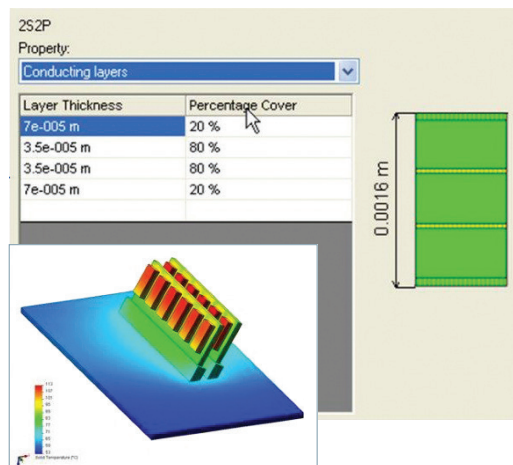 2S2P
Property:
Conducting layers
Layer Thickness Percentage Cover
7e-005 m 20 %
3.5e-005 m 80 %
3.5e-005 m 80 %
7e-005 m 20 %
0.0016 m